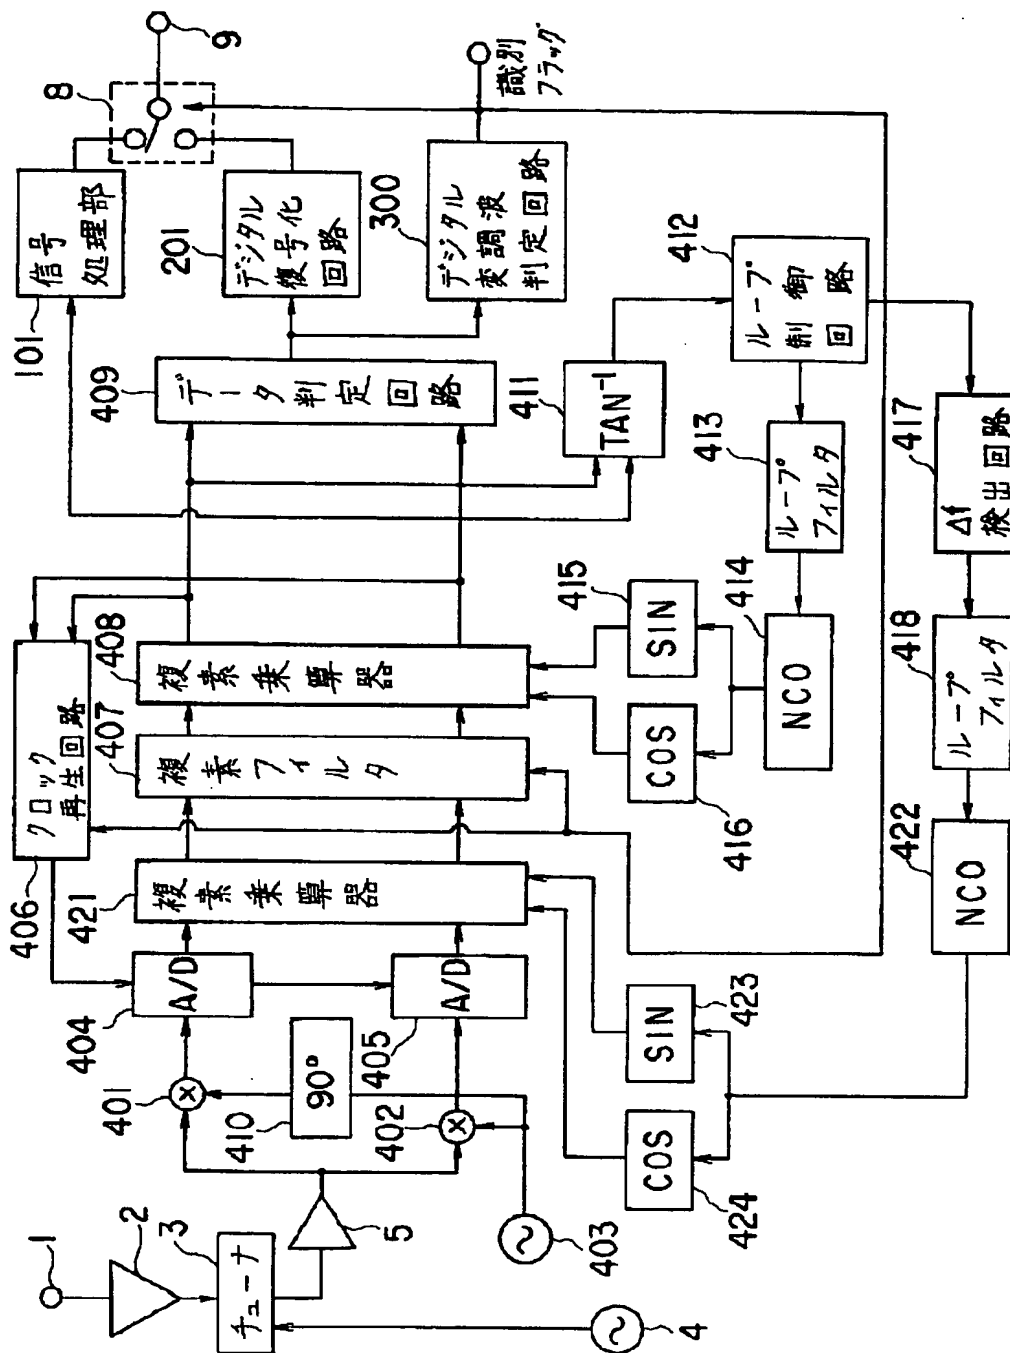 1
2
3
チューナ
4
5
401
402
403
90°
410
404
A/D
405
A/D
406
クロック
再生回路
421
複素乗算器
407
複素フィルタ
408
複素乗算器
409
データ判定回路
101
信号
処理部
201
デジタル
復号化
回路
300
デジタル
変調波
判定回路
8
9
識別
フラッグ
411
TAN⁻¹
412
ループ
制御
回路
413
ループ
フィルタ
414
NCO
415
SIN
416
COS
417
Δf
検出回路
418
ループ
フィルタ
422
NCO
423
SIN
424
COS